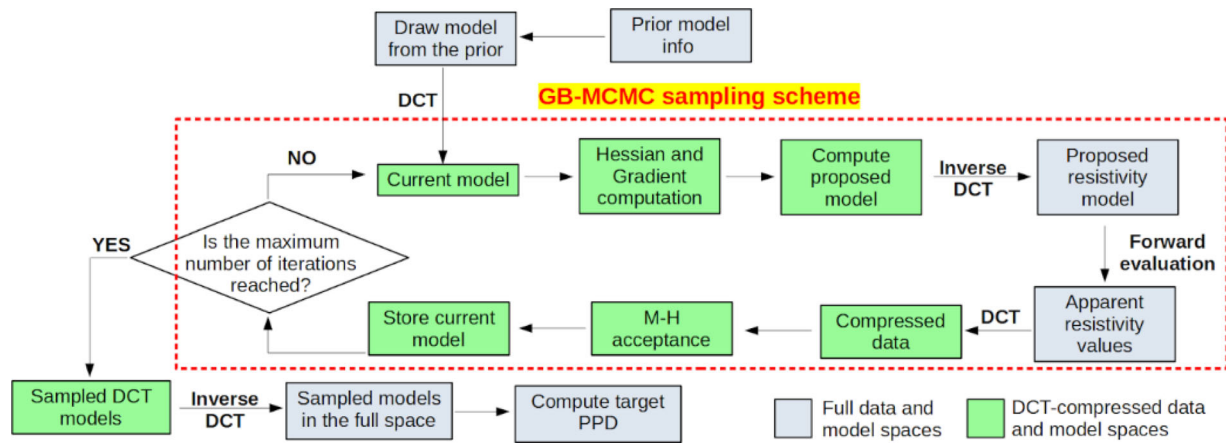 Draw model
from the prior
Prior model
info
DCT
GB-MCMC sampling scheme
NO
Current model
Hessian and
Gradient
computation
Compute
proposed
model
Inverse
DCT
Proposed
resistivity
model
YES
Is the maximum
number of iterations
reached?
Forward
evaluation
Store current
model
M-H
acceptance
Compressed
data
DCT
Apparent
resistivity
values
Sampled DCT
models
Inverse
DCT
Sampled models
in the full space
Compute target
PPD
Full data and
model spaces
DCT-compressed data
and model spaces